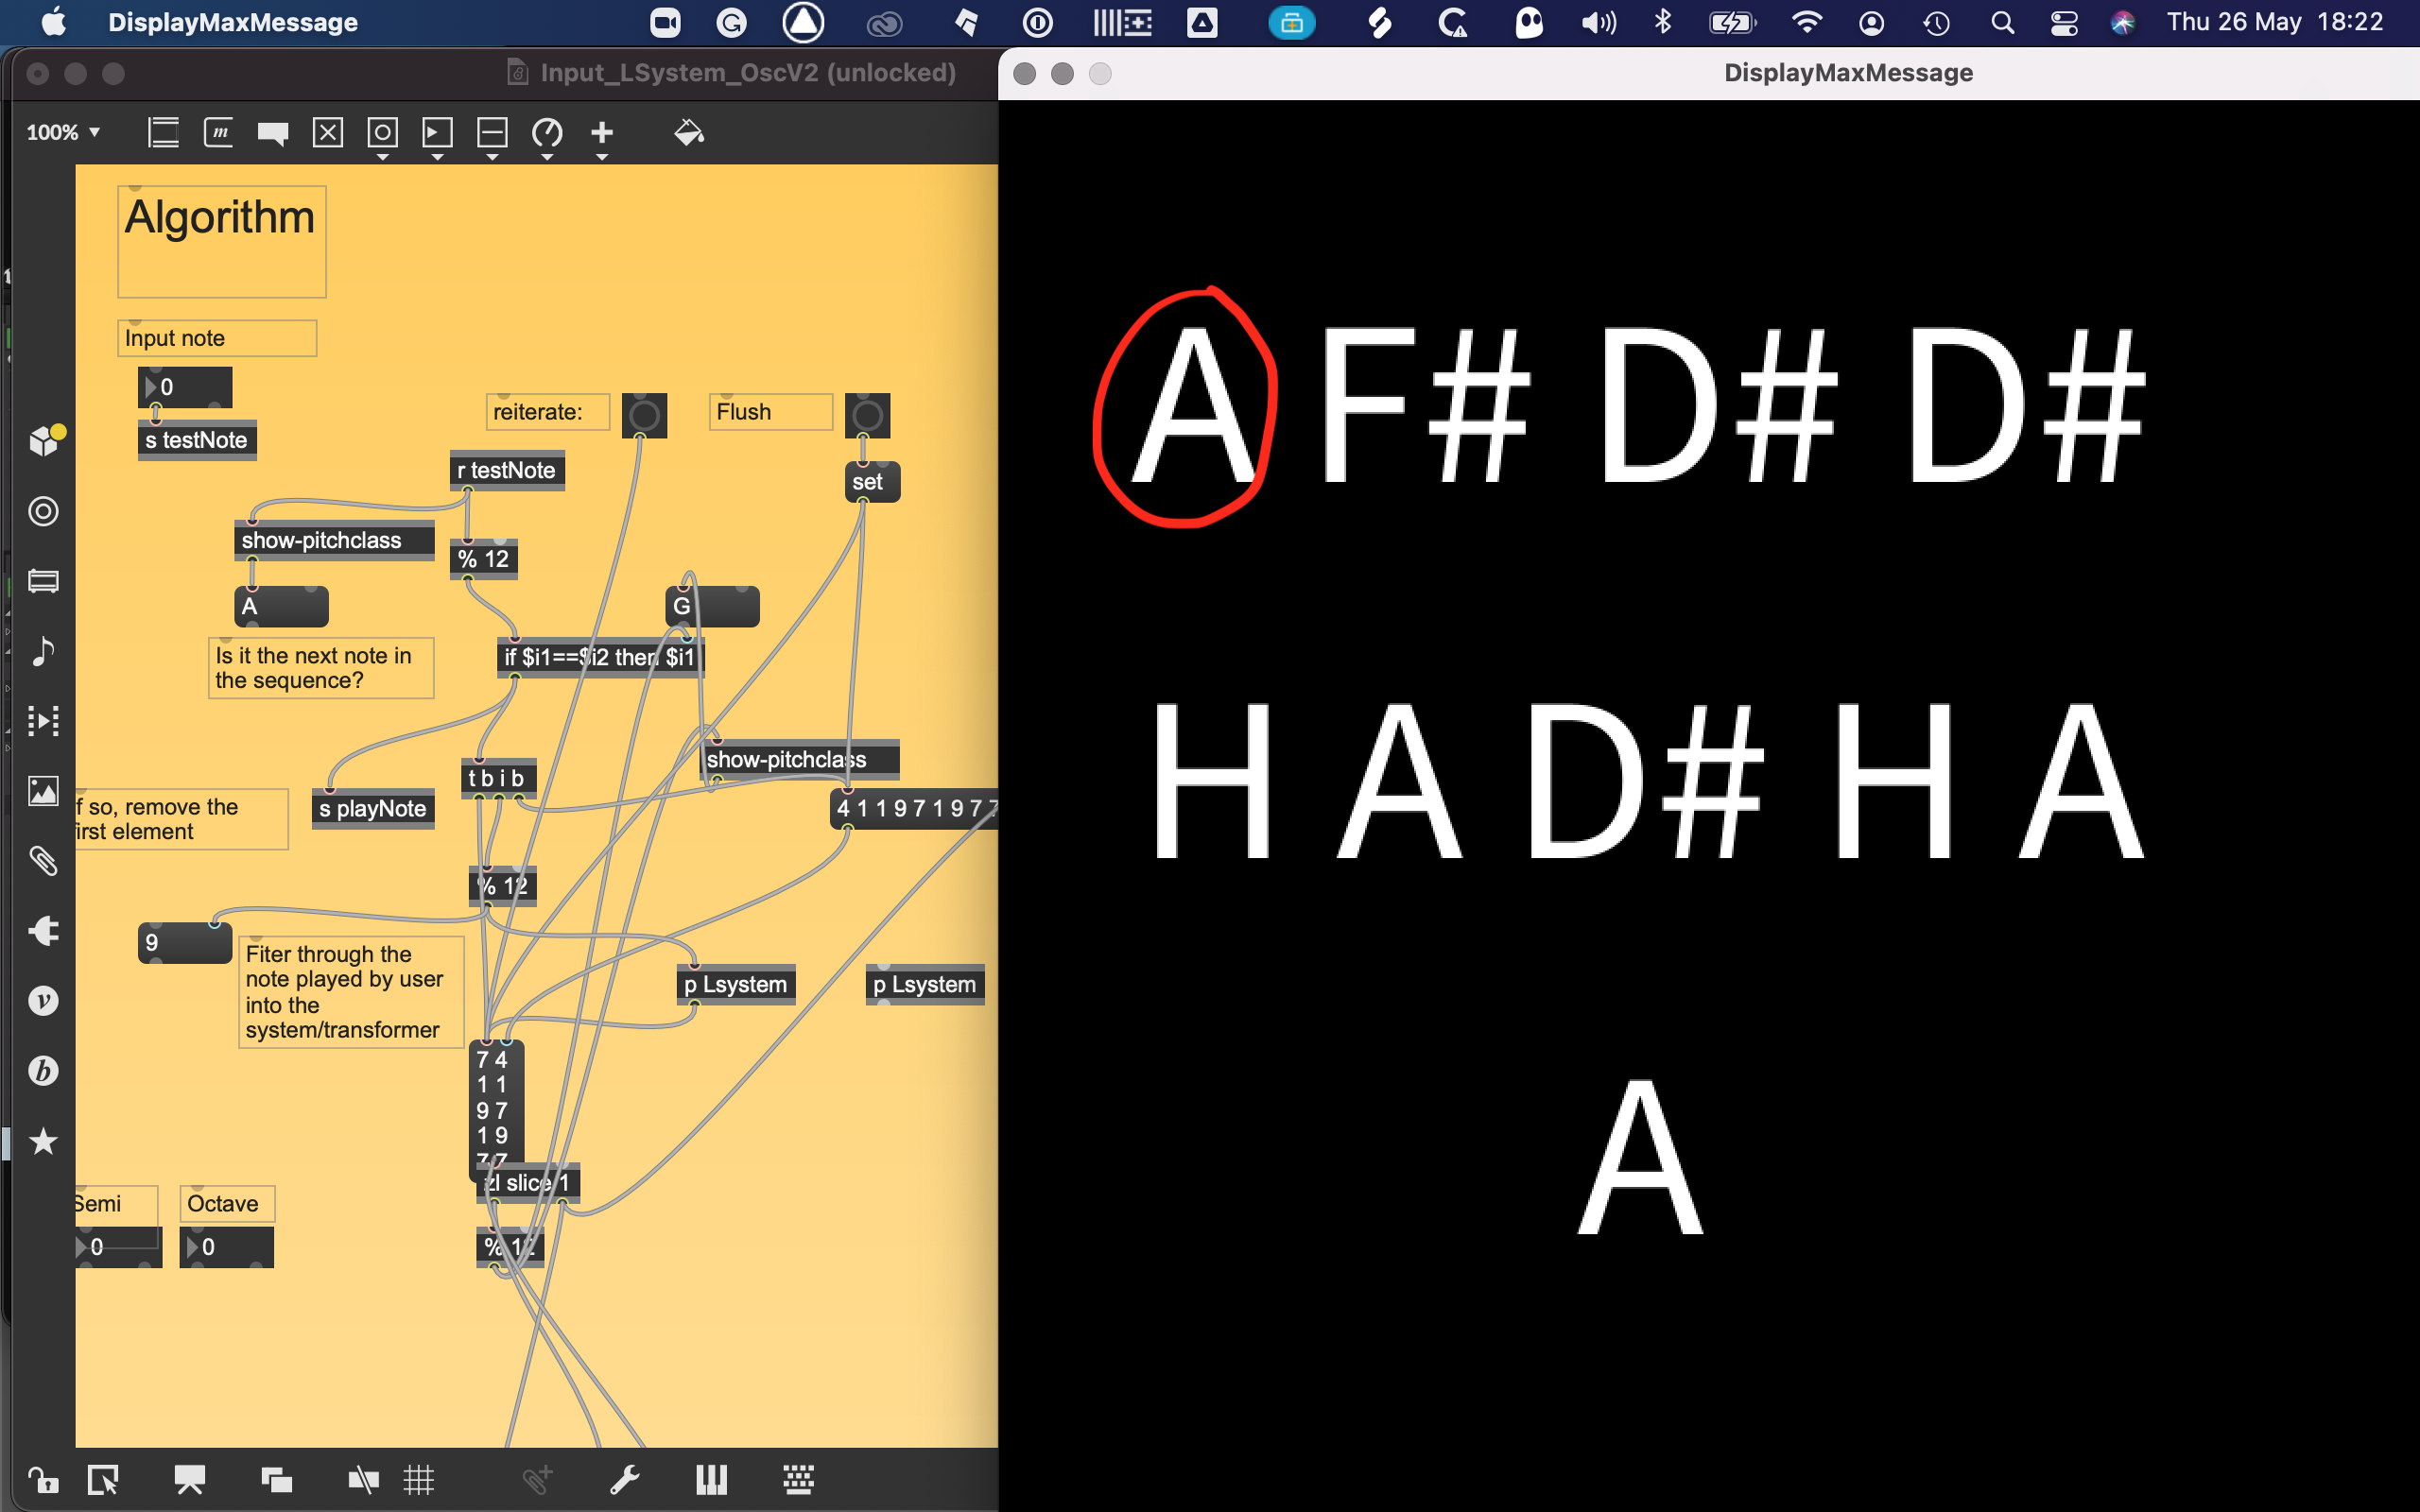 DisplayMaxMessage
Thu 26 May 18:22
Input_LSystem_OscV2 (unlocked)
DisplayMaxMessage
100%
m
Algorithm
Input note
0
s testNote
reiterate:
Flush
r testNote
set
show-pitchclass
% 12
A
G
Is it the next note in
the sequence?
if $i1==$i2 then $i1
show-pitchclass
t b i b
f so, remove the
irst element
s playNote
4 1 1 9 7 1 9 7 7
% 12
9
Fiter through the
note played by user
into the
system/transformer
p Lsystem
p Lsystem
7 4
1 1
9 7
1 9
7 7
zl slice 1
Semi
Octave
0
0
% 12
A F# D# D#
H A D# H A
A